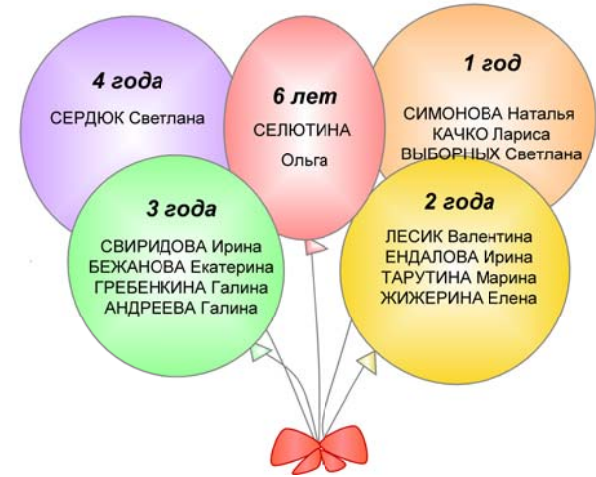 4 года
СЕРДЮК Светлана
6 лет
СЕЛЮТИНА
Ольга
1 год
СИМОНОВА Наталья
КАЧКО Лариса
ВЫБОРНЫХ Светлана
3 года
СВИРИДОВА Ирина
БЕЖАНОВА Екатерина
ГРЕБЕНКИНА Галина
АНДРЕЕВА Галина
2 года
ЛЕСИК Валентина
ЕНДАЛОВА Ирина
ТАРУТИНА Марина
ЖИЖЕРИНА Елена